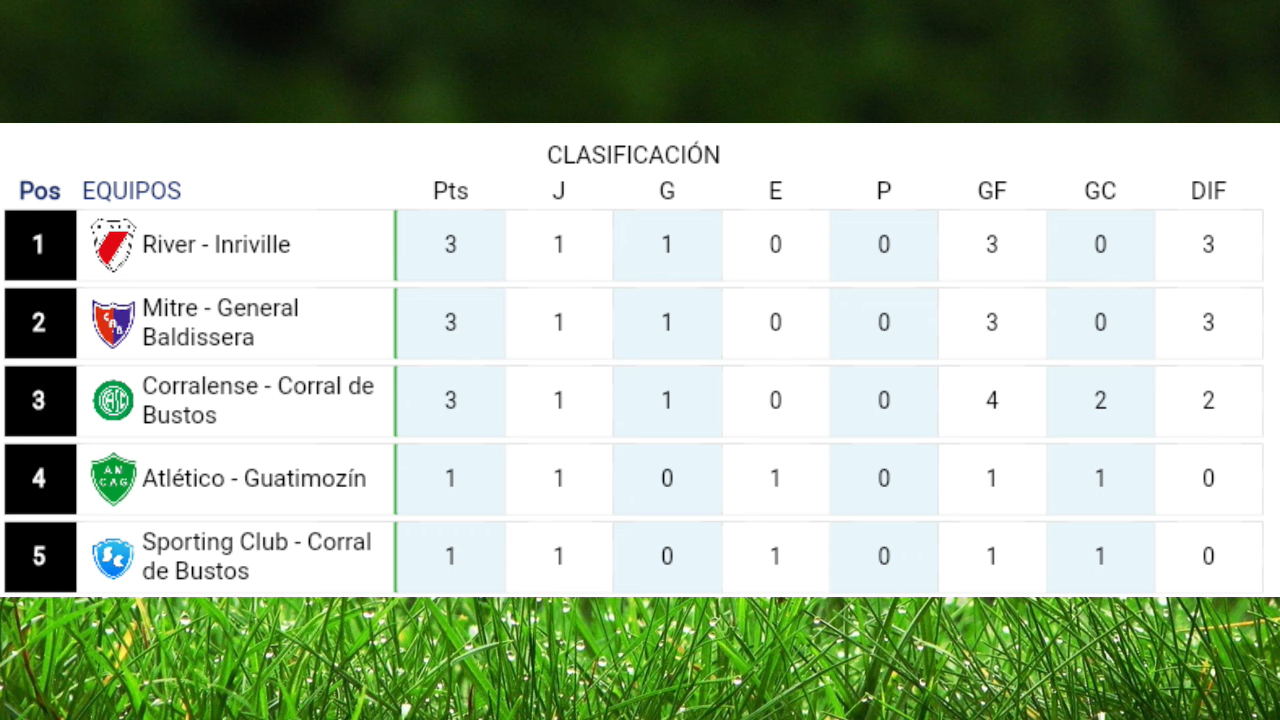 CLASIFICACIÓN
Pos EQUIPOS Pts J G E P GF GC DIF
1 River - Inriville 3 1 1 0 0 3 0 3
2 Mitre - General Baldissera 3 1 1 0 0 3 0 3
CAB
3 Corralense - Corral de Bustos 3 1 1 0 0 4 2 2
4 Atlético - Guatimozín 1 1 0 1 0 1 1 0
A N
C A G
5 Sporting Club - Corral de Bustos 1 1 0 1 0 1 1 0
SC